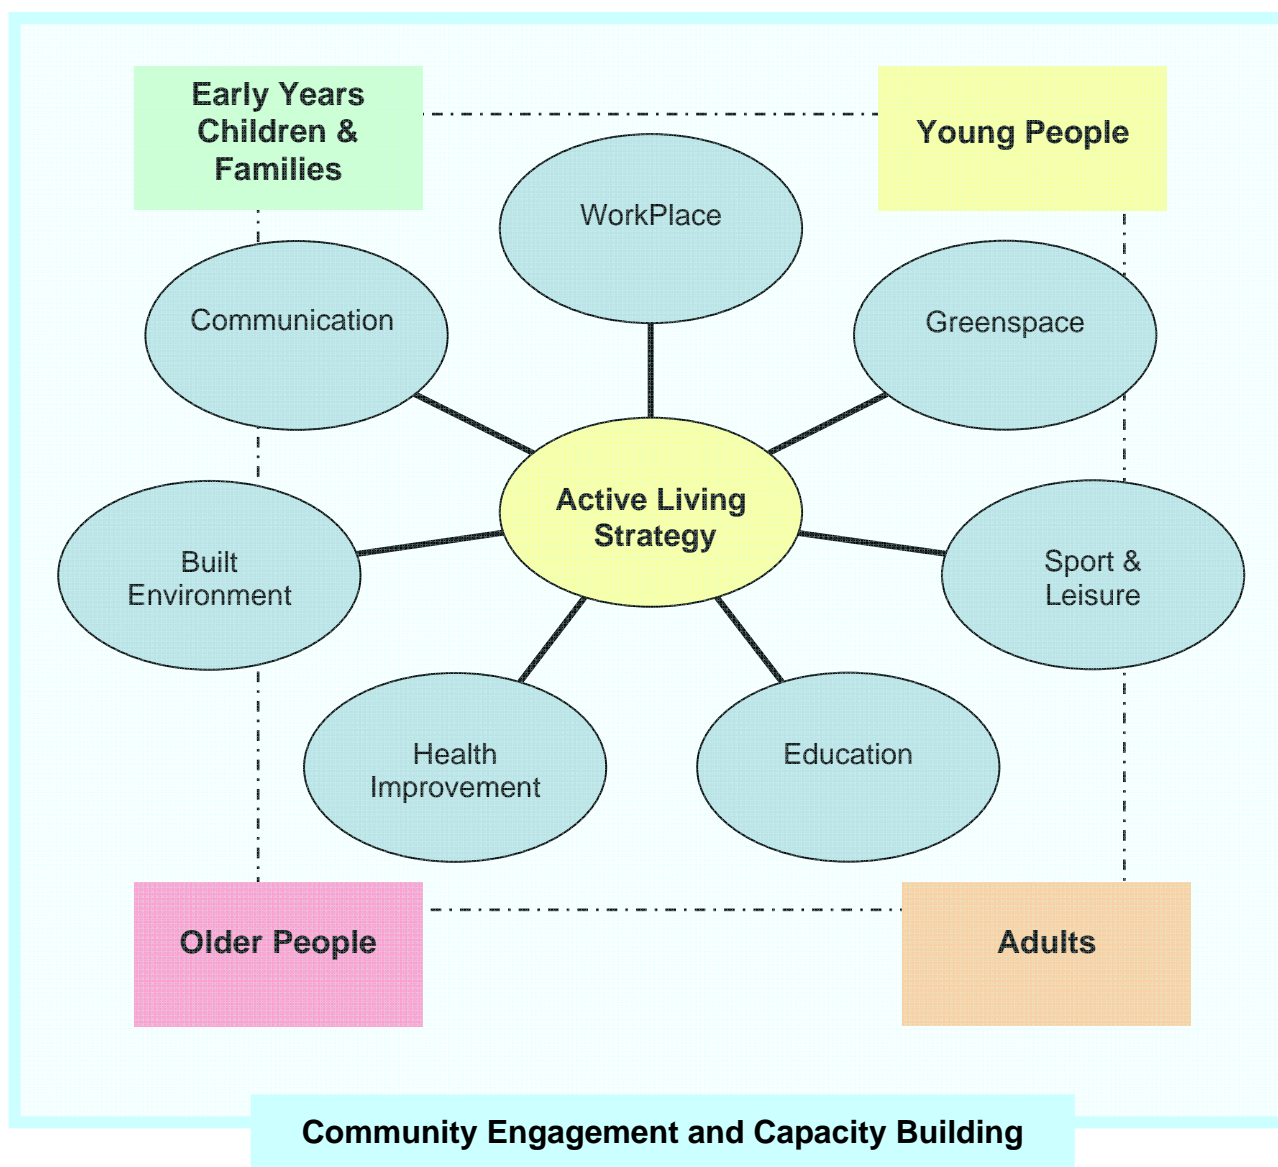 Early Years
Children &
Families
Young People
WorkPlace
Communication
Greenspace
Active Living
Strategy
Built
Environment
Sport &
Leisure
Health
Improvement
Education
Older People
Adults
Community Engagement and Capacity Building